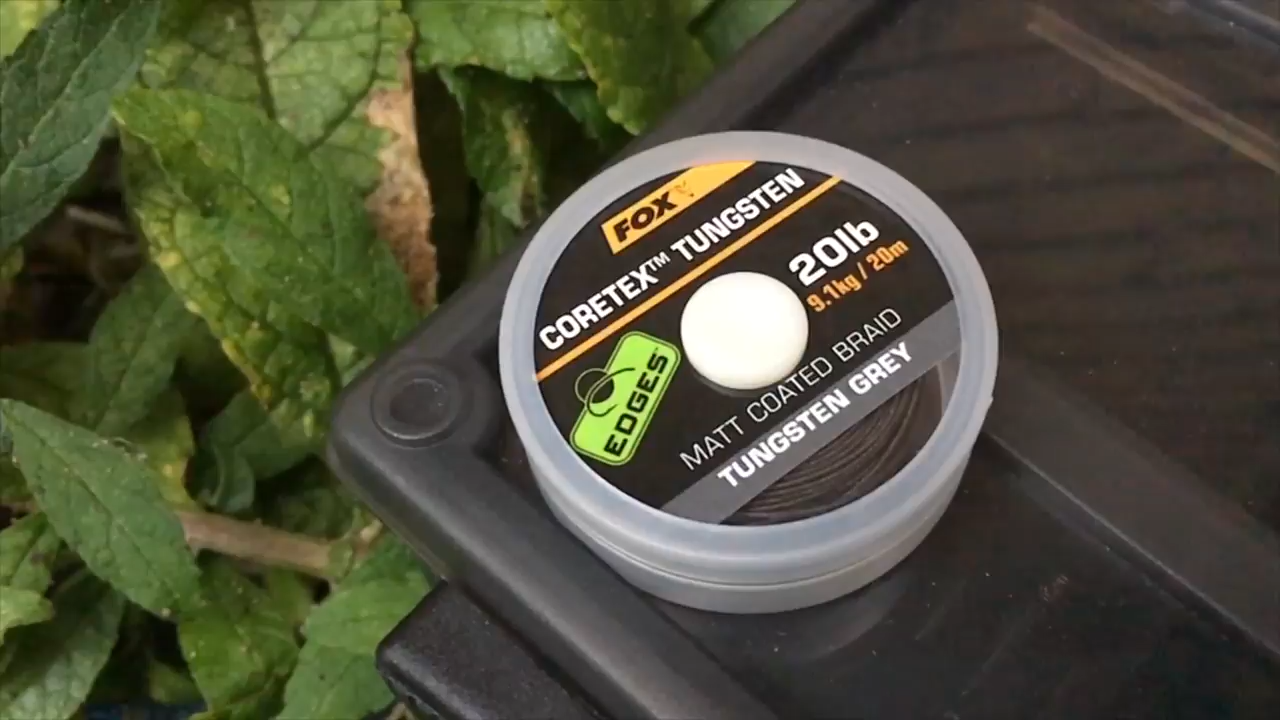 FOX
CORETEX™ TUNGSTEN
20lb
9.1kg / 20m
EDGES
MATT COATED BRAID
TUNGSTEN GREY